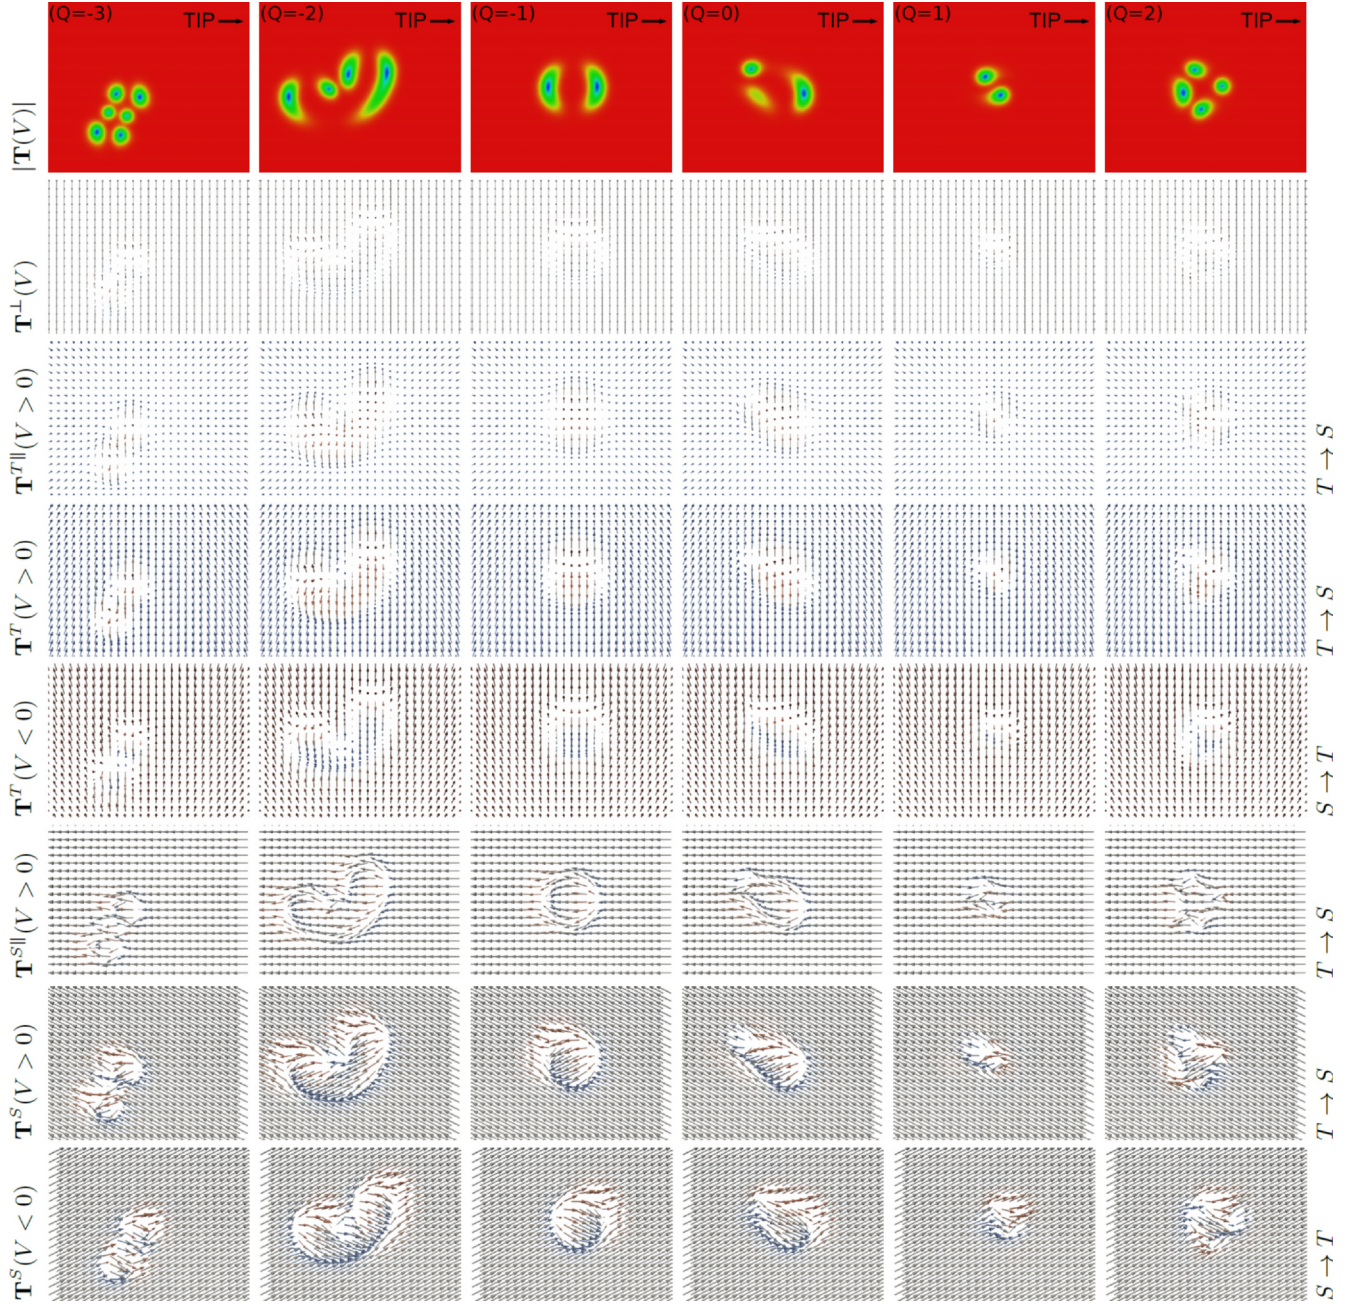 (Q=-3) TIP (Q=-2) TIP (Q=-1) TIP (Q=0) TIP (Q=1) TIP (Q=2) TIP
|T(V)|
T⊥(V)
T^{T∥}(V > 0) T → S
T^T(V > 0) T → S
T^T(V < 0) S → T
T^{S∥}(V > 0) T → S
T^S(V > 0) T → S
T^S(V < 0) S → T